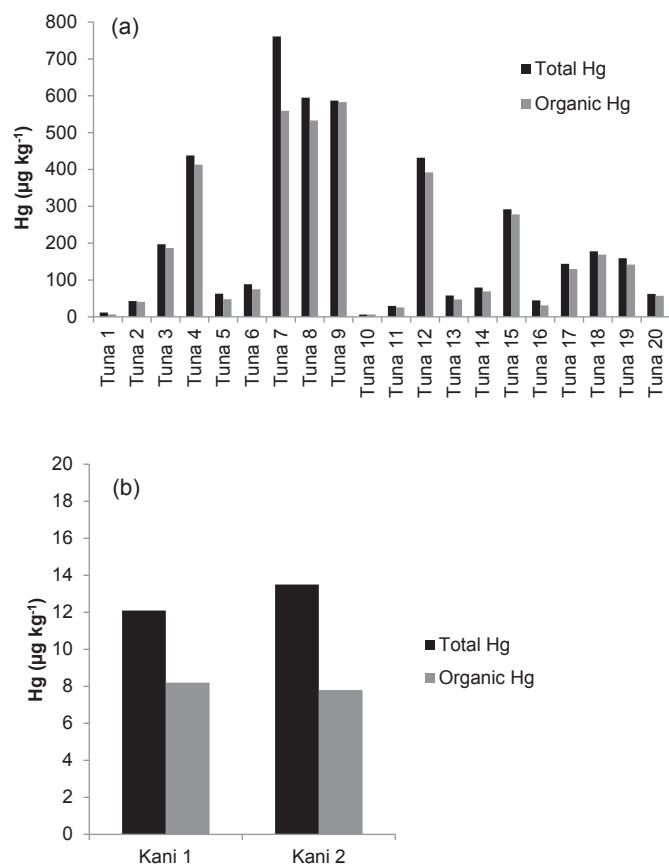 (a)
Hg (µg kg-1)
800
700
600
500
400
300
200
100
0
Total Hg
Organic Hg
Tuna 1
Tuna 2
Tuna 3
Tuna 4
Tuna 5
Tuna 6
Tuna 7
Tuna 8
Tuna 9
Tuna 10
Tuna 11
Tuna 12
Tuna 13
Tuna 14
Tuna 15
Tuna 16
Tuna 17
Tuna 18
Tuna 19
Tuna 20
(b)
Hg (µg kg-1)
20
18
16
14
12
10
8
6
4
2
0
Total Hg
Organic Hg
Kani 1
Kani 2